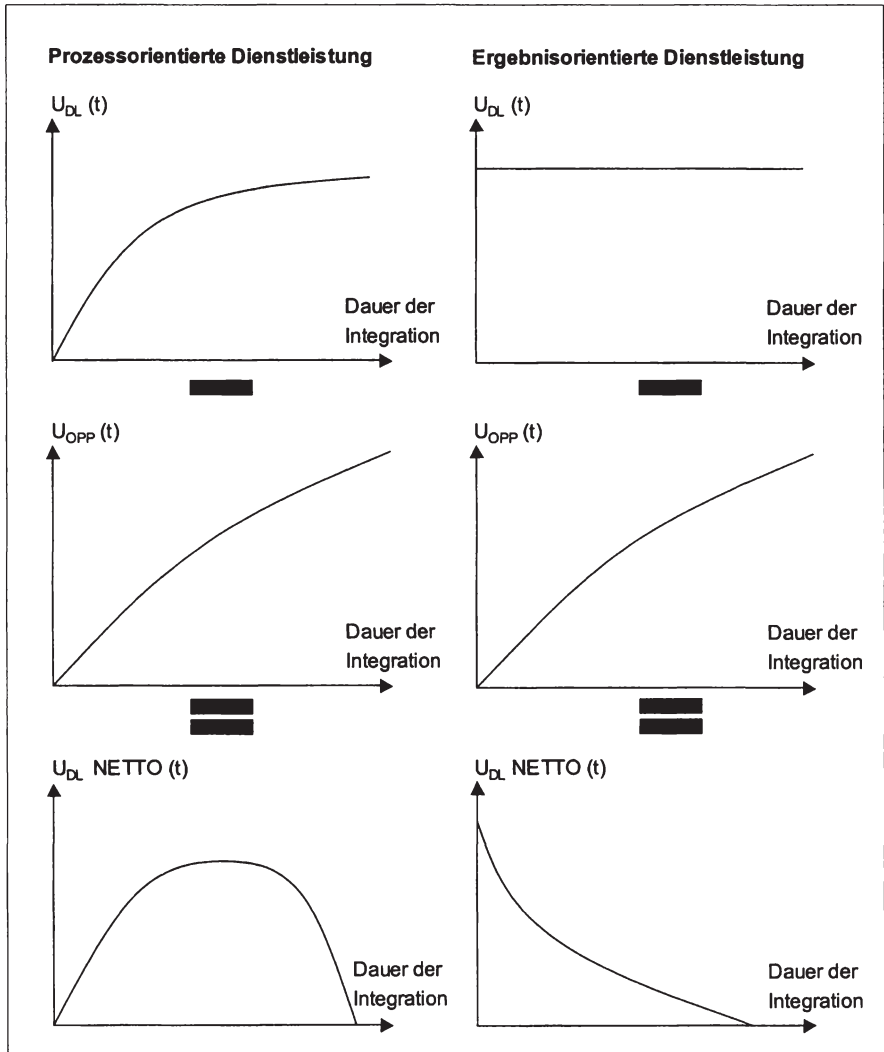 Prozessorientierte Dienstleistung
Ergebnisorientierte Dienstleistung
U_DL (t)
Dauer der
Integration
U_DL (t)
Dauer der
Integration
U_OPP (t)
Dauer der
Integration
U_OPP (t)
Dauer der
Integration
U_DL NETTO (t)
Dauer der
Integration
U_DL NETTO (t)
Dauer der
Integration